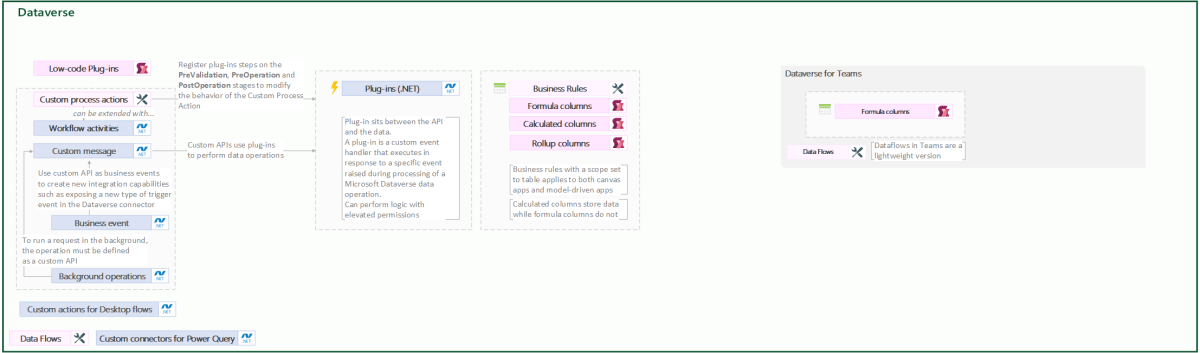 Dataverse
Low-code Plug-ins
Register plug-ins steps on the
PreValidation, PreOperation and
PostOperation stages to modify
the behavior of the Custom Process
Action
Custom process actions
can be extended with...
Workflow activities
.NET
Custom message
.NET
Custom APIs use plug-ins
to perform data operations
Use custom API as business events
to create new integration capabilities
such as exposing a new type of trigger
event in the Dataverse connector
Business event
.NET
To run a request in the background,
the operation must be defined
as a custom API
Background operations
.NET
Custom actions for Desktop flows
.NET
Data Flows
Custom connectors for Power Query
.NET
Plug-ins (.NET)
.NET
Plug-in sits between the API
and the data.
A plug-in is a custom event
handler that executes in
response to a specific event
raised during processing of a
Microsoft Dataverse data
operation.
Can perform logic with
elevated permissions
Business Rules
Formula columns
Calculated columns
Rollup columns
Business rules with a scope set
to table applies to both canvas
apps and model-driven apps
Calculated columns store data
while formula columns do not
Dataverse for Teams
Formula columns
Data Flows
Dataflows in Teams are a
lightweight version